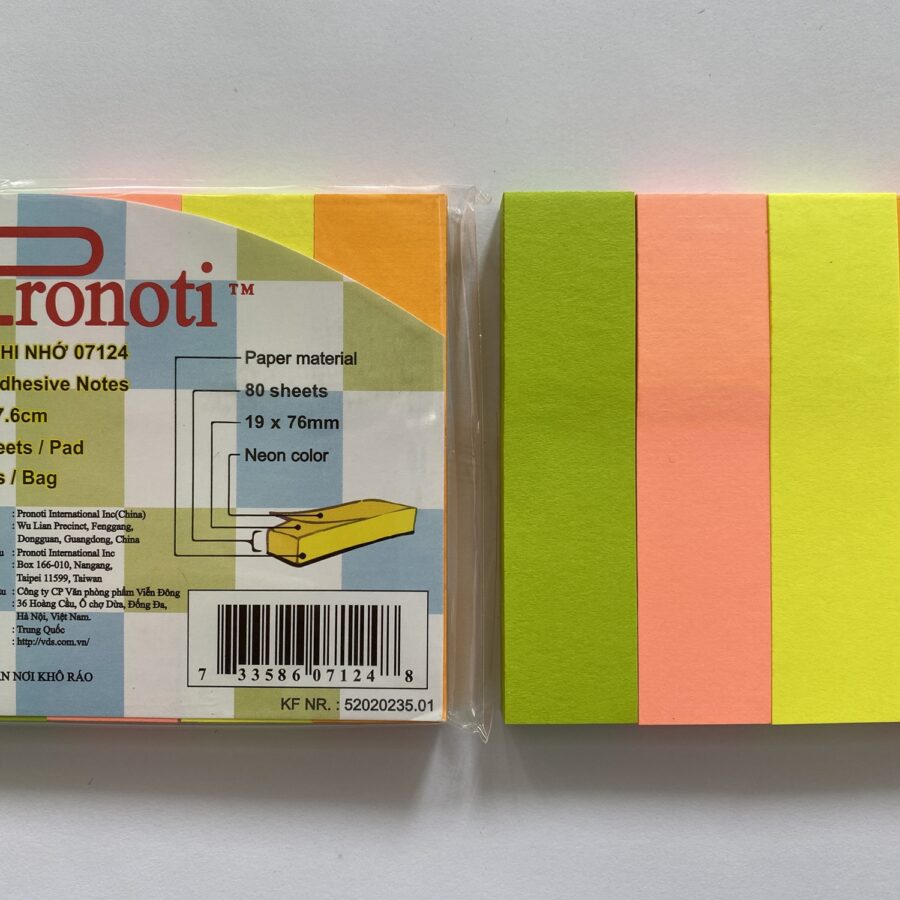 Pronoti™
HI NHỚ 07124
dhesive Notes
7.6cm
eets / Pad
s / Bag
Paper material
80 sheets
19 x 76mm
Neon color
: Pronoti International Inc(China)
: Wu Lian Precinct, Fenggang,
Dongguan, Guangdong, China
u : Pronoti International Inc
: Box 166-010, Nangang,
Taipei 11599, Taiwan
tu : Công ty CP Văn phòng phẩm Viễn Đông
: 36 Hoàng Cầu, Ô chợ Dừa, Đống Đa,
Hà Nội, Việt Nam.
: Trung Quốc
: http://vds.com.vn/
N NƠI KHÔ RÁO
7 33586 07124 8
KF NR. : 52020235.01